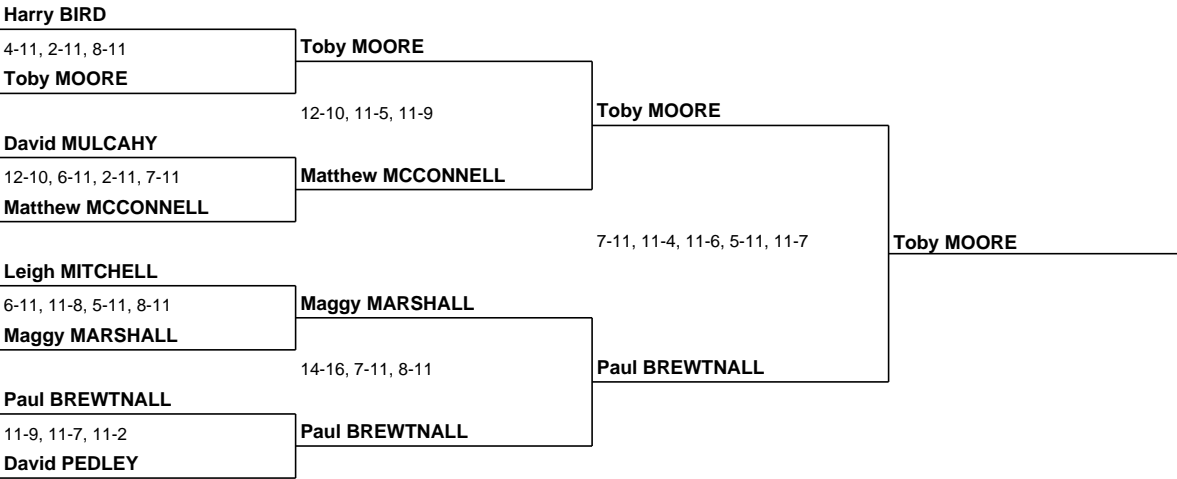 Harry BIRD
4-11, 2-11, 8-11
Toby MOORE
David MULCAHY
12-10, 6-11, 2-11, 7-11
Matthew MCCONNELL
Leigh MITCHELL
6-11, 11-8, 5-11, 8-11
Maggy MARSHALL
Paul BREWTNALL
11-9, 11-7, 11-2
David PEDLEY
Toby MOORE
12-10, 11-5, 11-9
Matthew MCCONNELL
Maggy MARSHALL
14-16, 7-11, 8-11
Paul BREWTNALL
Toby MOORE
7-11, 11-4, 11-6, 5-11, 11-7
Paul BREWTNALL
Toby MOORE